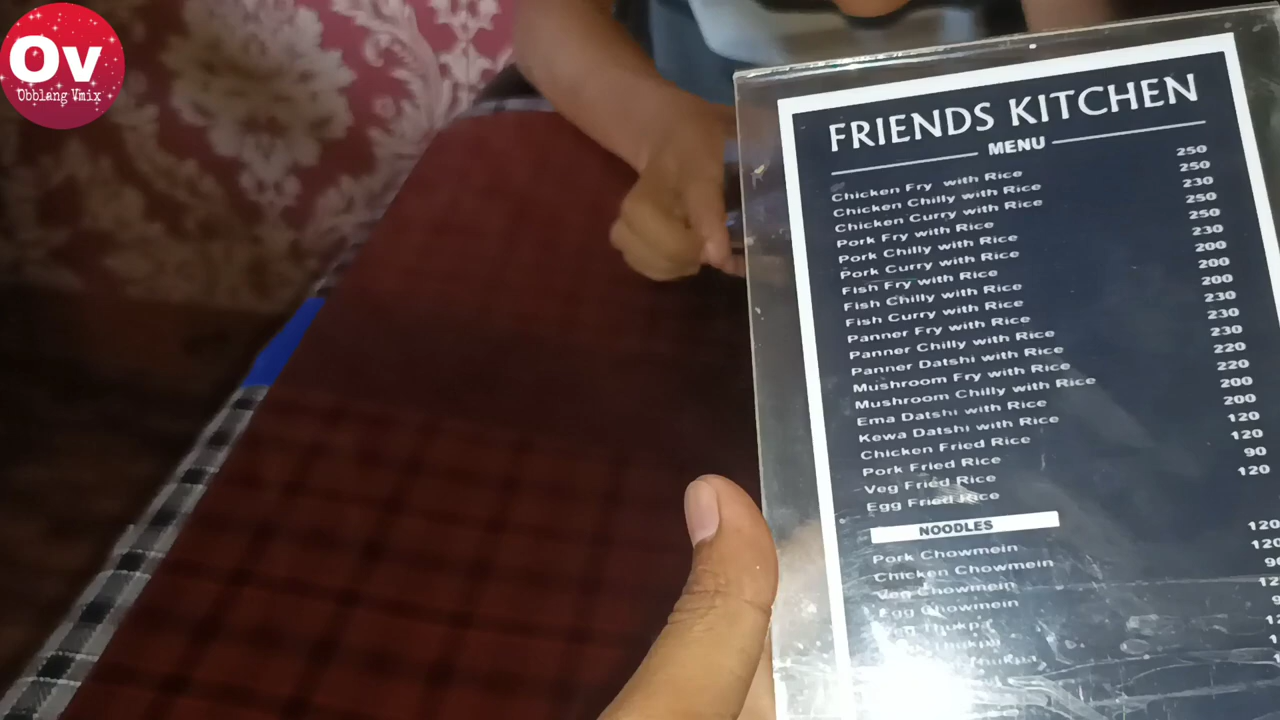 Ov
Obblang Vmix
FRIENDS KITCHEN
MENU
Chicken Fry with Rice 250
Chicken Chilly with Rice 250
Chicken Curry with Rice 230
Pork Fry with Rice 250
Pork Chilly with Rice 250
Pork Curry with Rice 230
Fish Fry with Rice 200
Fish Chilly with Rice 200
Fish Curry with Rice 200
Panner Fry with Rice 230
Panner Chilly with Rice 230
Panner Datshi with Rice 230
Mushroom Fry with Rice 220
Mushroom Chilly with Rice 220
Ema Datshi with Rice 200
Kewa Datshi with Rice 200
Chicken Fried Rice 120
Pork Fried Rice 120
Veg Fried Rice 90
Egg Fried Rice 120
NOODLES
Pork Chowmein 120
Chicken Chowmein 120
Veg Chowmein
Egg Chowmein
Thukpa
Thukpa
Thukpa